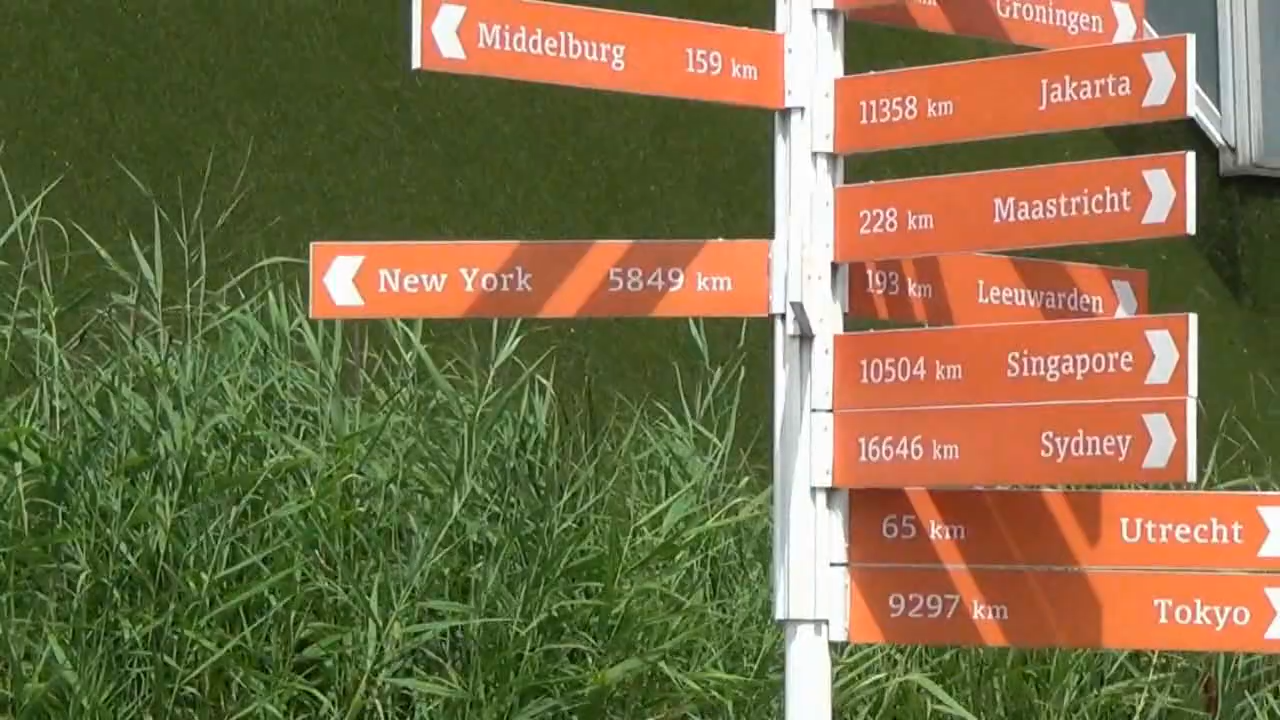 Middelburg 159 km
km Groningen
11358 km Jakarta
228 km Maastricht
New York 5849 km
193 km Leeuwarden
10504 km Singapore
16646 km Sydney
65 km Utrecht
9297 km Tokyo